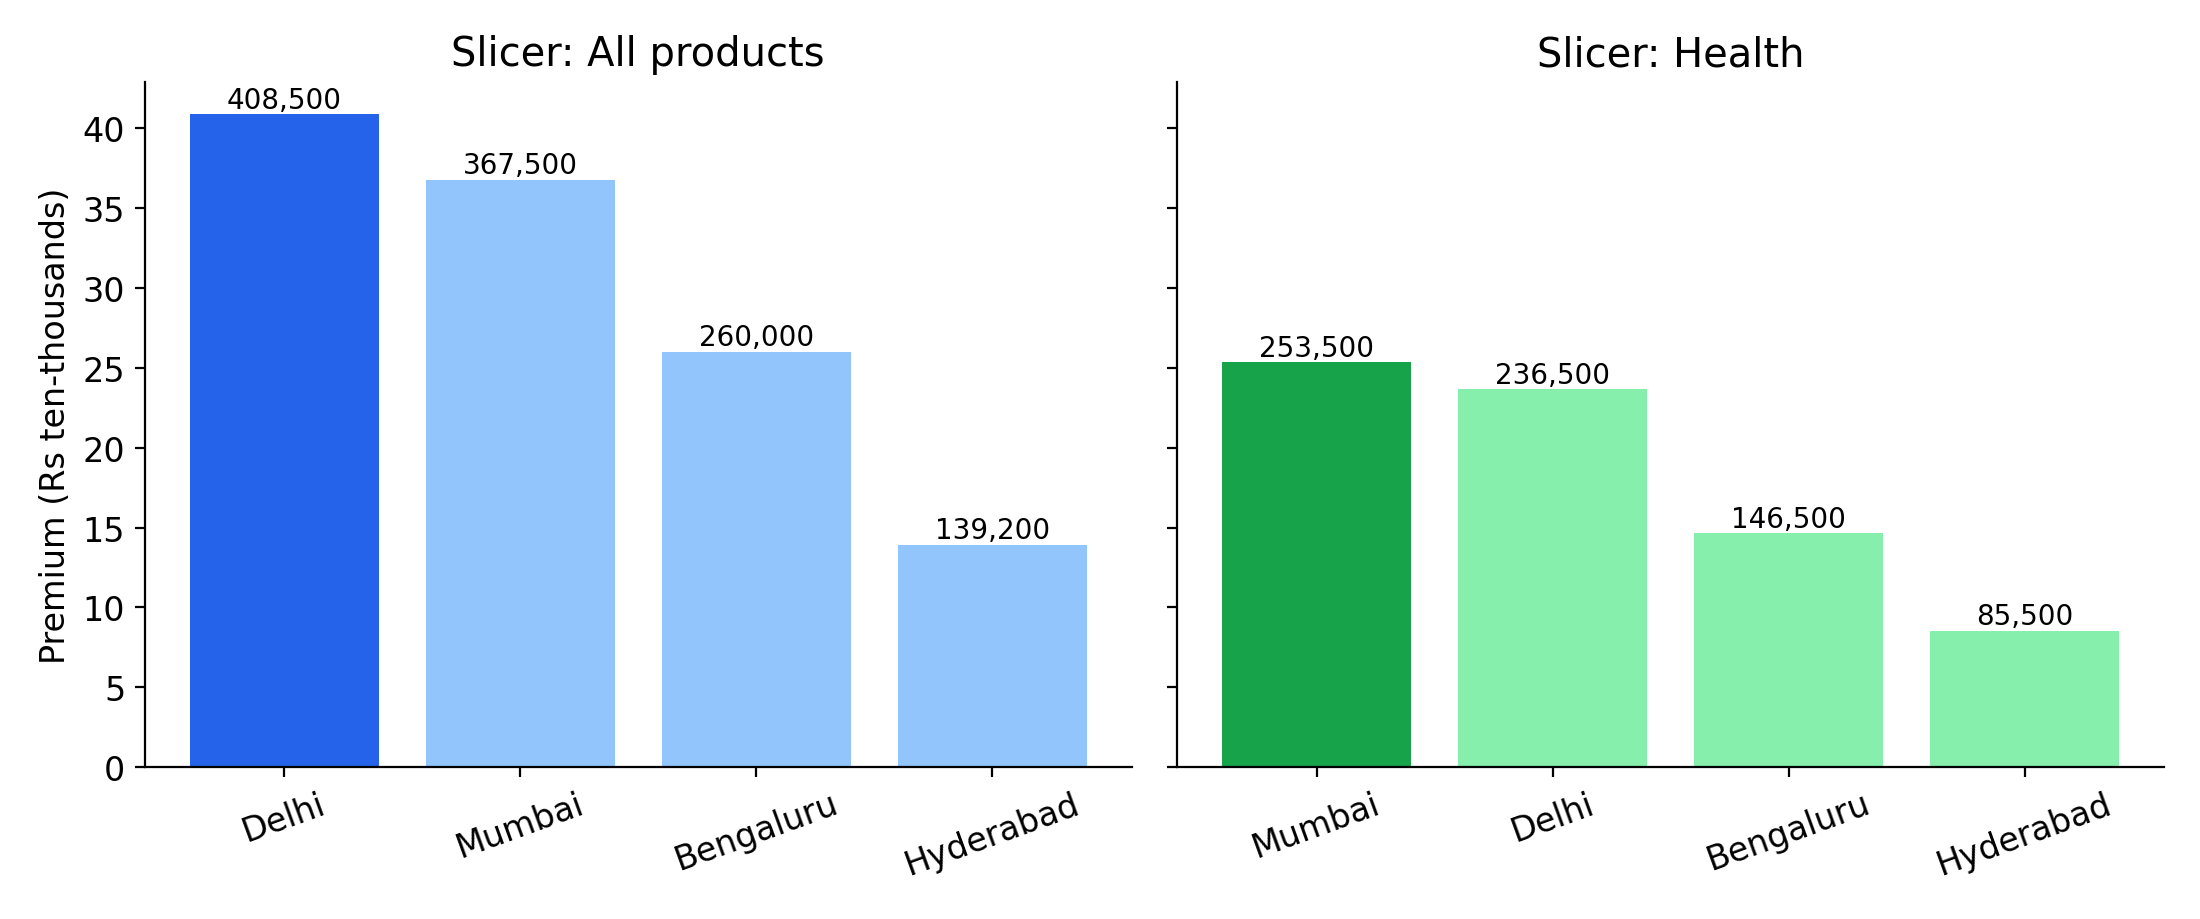 Slicer: All products
Premium (Rs ten-thousands)
40
35
30
25
20
15
10
5
0
408,500
367,500
260,000
139,200
Delhi
Mumbai
Bengaluru
Hyderabad
Slicer: Health
253,500
236,500
146,500
85,500
Mumbai
Delhi
Bengaluru
Hyderabad